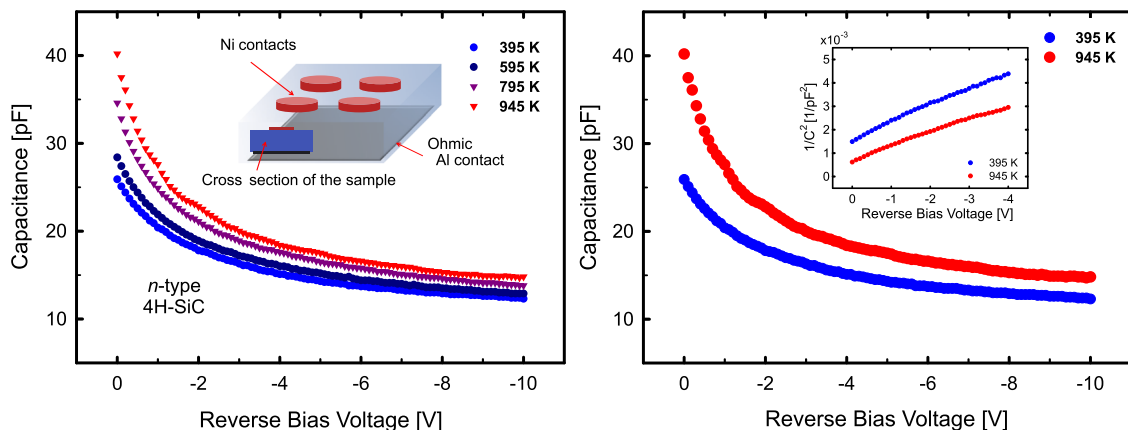 Capacitance [pF]
40
30
20
10
0
-2
-4
-6
-8
-10
Reverse Bias Voltage [V]
Ni contacts
Ohmic
Al contact
Cross section of the sample
n-type
4H-SiC
395 K
595 K
795 K
945 K
Capacitance [pF]
40
30
20
10
0
-2
-4
-6
-8
-10
Reverse Bias Voltage [V]
395 K
945 K
x10⁻³
1/C² [1/pF²]
5
4
3
2
1
0
0
-1
-2
-3
-4
Reverse Bias Voltage [V]
395 K
945 K